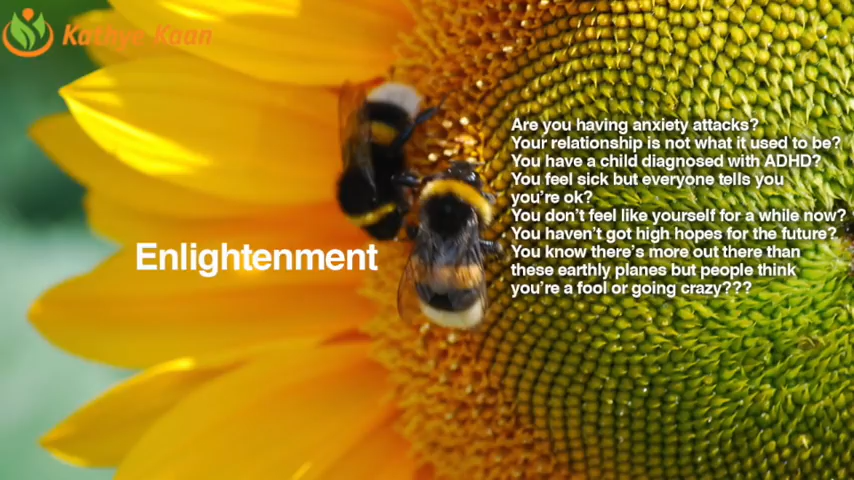 Kathye Kaan
Enlightenment
Are you having anxiety attacks?
Your relationship is not what it used to be?
You have a child diagnosed with ADHD?
You feel sick but everyone tells you
you're ok?
You don't feel like yourself for a while now?
You haven't got high hopes for the future?
You know there's more out there than
these earthly planes but people think
you're a fool or going crazy???